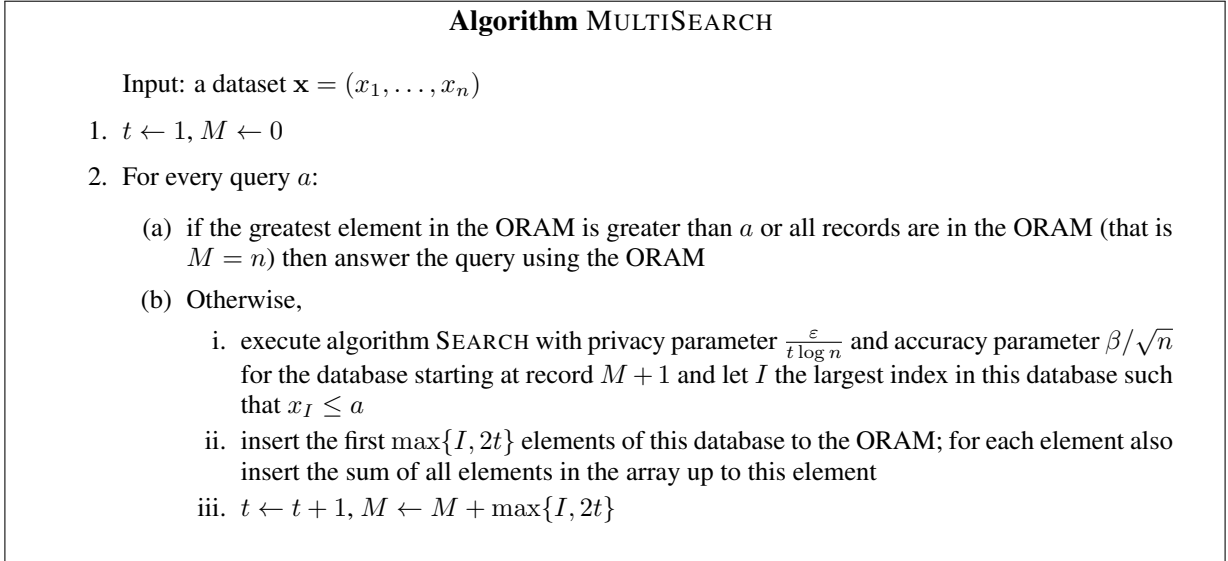 Algorithm MULTISEARCH
Input: a dataset x = (x₁, . . . , xₙ)
1. t ← 1, M ← 0
2. For every query a:
(a) if the greatest element in the ORAM is greater than a or all records are in the ORAM (that is
M = n) then answer the query using the ORAM
(b) Otherwise,
i. execute algorithm SEARCH with privacy parameter ε/(t log n) and accuracy parameter β/√n
for the database starting at record M + 1 and let I the largest index in this database such
that x_I ≤ a
ii. insert the first max{I, 2t} elements of this database to the ORAM; for each element also
insert the sum of all elements in the array up to this element
iii. t ← t + 1, M ← M + max{I, 2t}